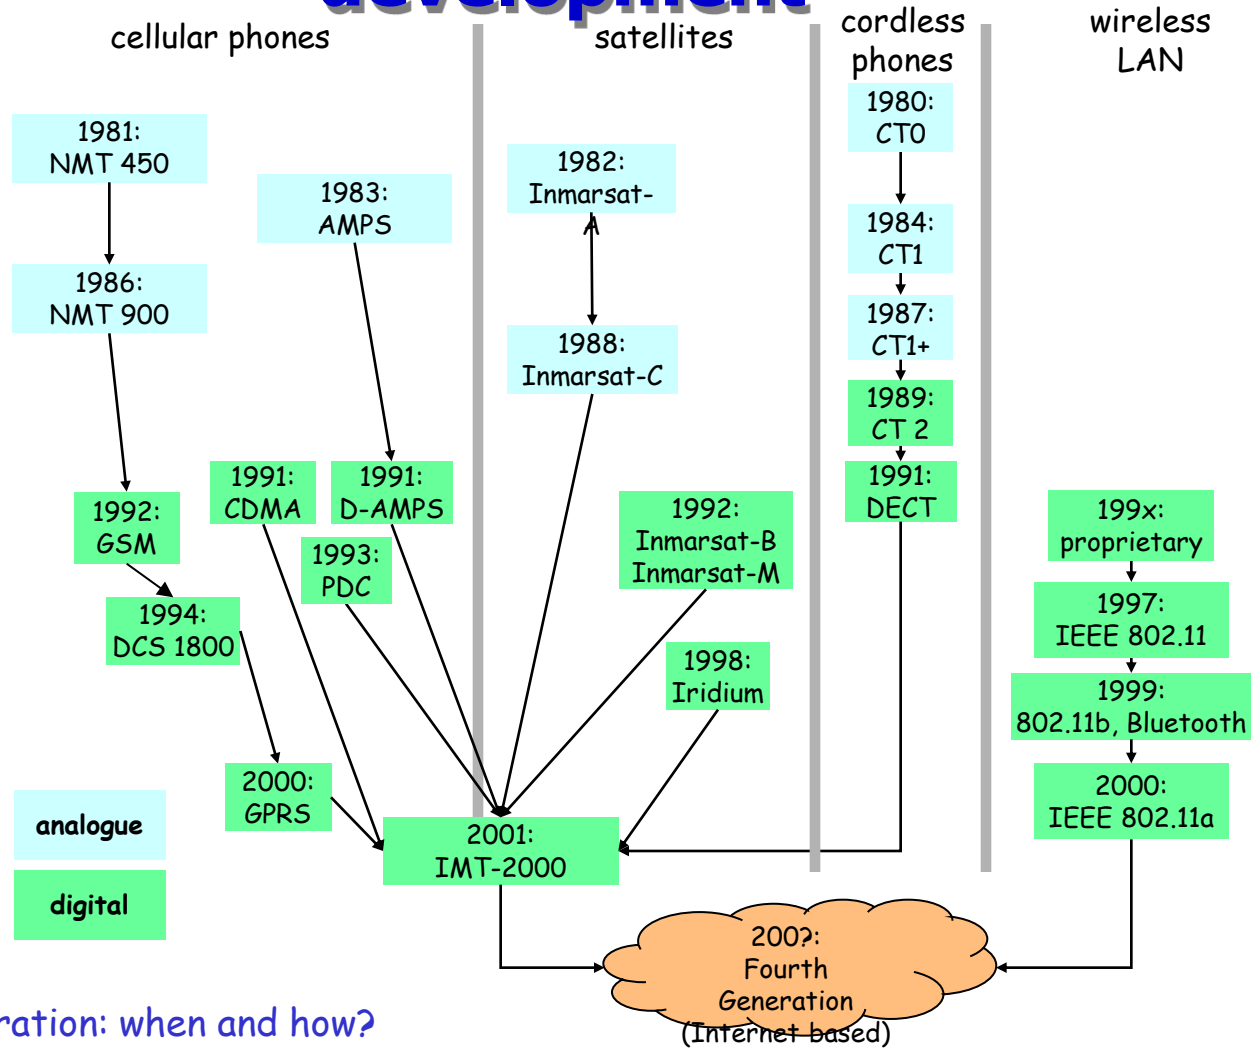 development
cellular phones
satellites
cordless
phones
wireless
LAN
1981:
NMT 450
1986:
NMT 900
1992:
GSM
1994:
DCS 1800
2000:
GPRS
1991:
CDMA
1983:
AMPS
1991:
D-AMPS
1993:
PDC
1982:
Inmarsat-
A
1988:
Inmarsat-C
1992:
Inmarsat-B
Inmarsat-M
1998:
Iridium
1980:
CT0
1984:
CT1
1987:
CT1+
1989:
CT 2
1991:
DECT
199x:
proprietary
1997:
IEEE 802.11
1999:
802.11b, Bluetooth
2000:
IEEE 802.11a
2001:
IMT-2000
200?:
Fourth
Generation
(Internet based)
analogue
digital
ration: when and how?